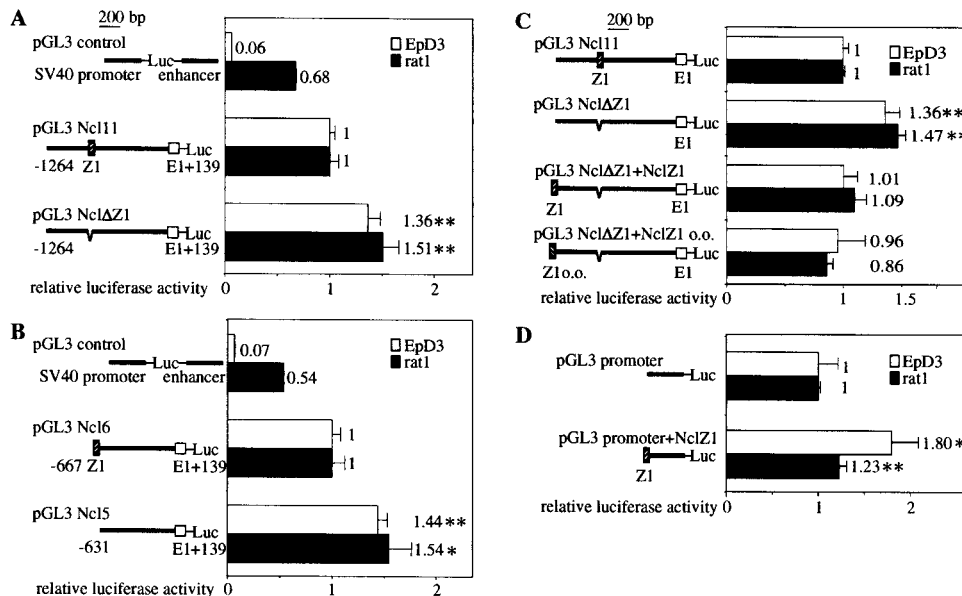 A
200 bp
pGL3 control
Luc
SV40 promoter enhancer
0.06
0.68
EpD3
rat1
pGL3 Ncl11
Luc
-1264 Z1 E1+139
1
1
pGL3 NclΔZ1
Luc
-1264 E1+139
1.36**
1.51**
relative luciferase activity 0 1 2
B
pGL3 control
Luc
SV40 promoter enhancer
0.07
0.54
EpD3
rat1
pGL3 Ncl6
Luc
-667 Z1 E1+139
1
1
pGL3 Ncl5
Luc
-631 E1+139
1.44**
1.54*
relative luciferase activity 0 1 2
C
200 bp
pGL3 Ncl11
Luc
Z1 E1
1
1
EpD3
rat1
pGL3 NclΔZ1
Luc
E1
1.36**
1.47**
pGL3 NclΔZ1+NclZ1
Luc
Z1 E1
1.01
1.09
pGL3 NclΔZ1+NclZ1 o.o.
Luc
Z1o.o. E1
0.96
0.86
relative luciferase activity 0 1 1.5
D
pGL3 promoter
Luc
1
1
EpD3
rat1
pGL3 promoter+NclZ1
Luc
Z1
1.80*
1.23**
relative luciferase activity 0 1 2